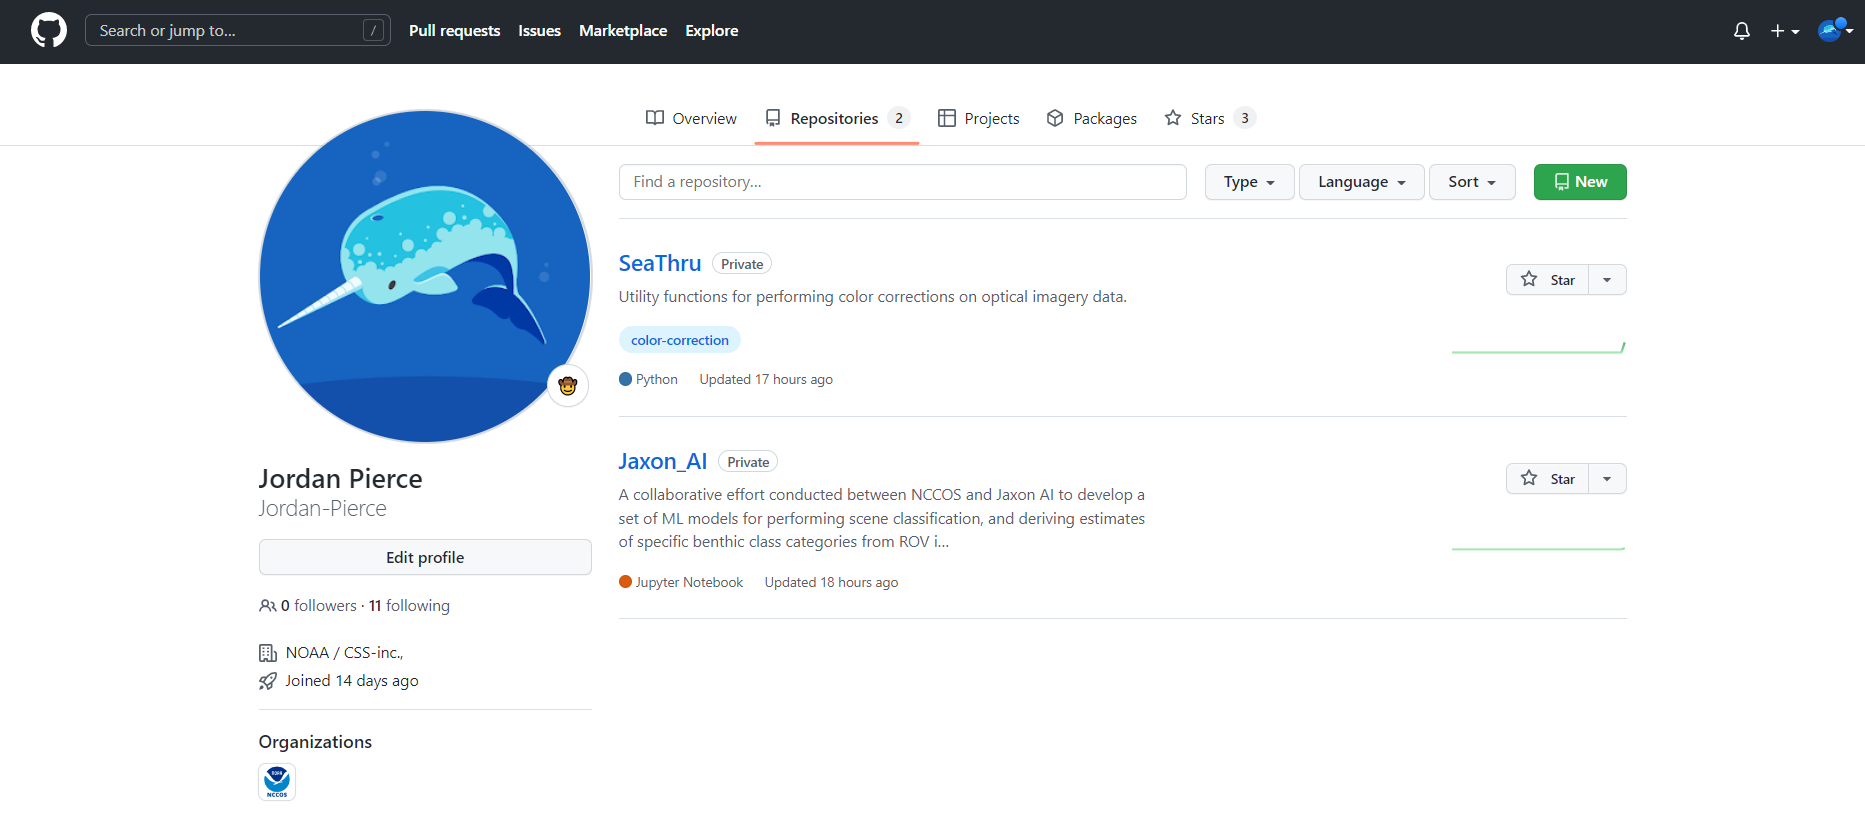 Search or jump to... /
Pull requests
Issues
Marketplace
Explore
Overview
Repositories 2
Projects
Packages
Stars 3
Find a repository...
Type
Language
Sort
New
SeaThru Private
Star
Utility functions for performing color corrections on optical imagery data.
color-correction
Python Updated 17 hours ago
Jaxon_AI Private
Star
A collaborative effort conducted between NCCOS and Jaxon AI to develop a
set of ML models for performing scene classification, and deriving estimates
of specific benthic class categories from ROV i...
Jupyter Notebook Updated 18 hours ago
Jordan Pierce
Jordan-Pierce
Edit profile
0 followers · 11 following
NOAA / CSS-inc.,
Joined 14 days ago
Organizations
NOAA
NCCOS